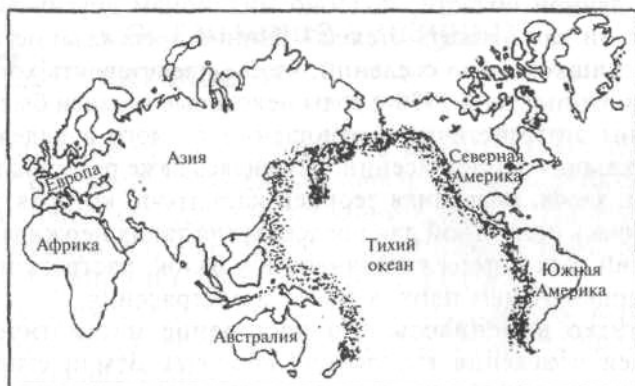 Европа
Азия
Северная
Америка
Африка
Тихий
океан
Южная
Америка
Австралия